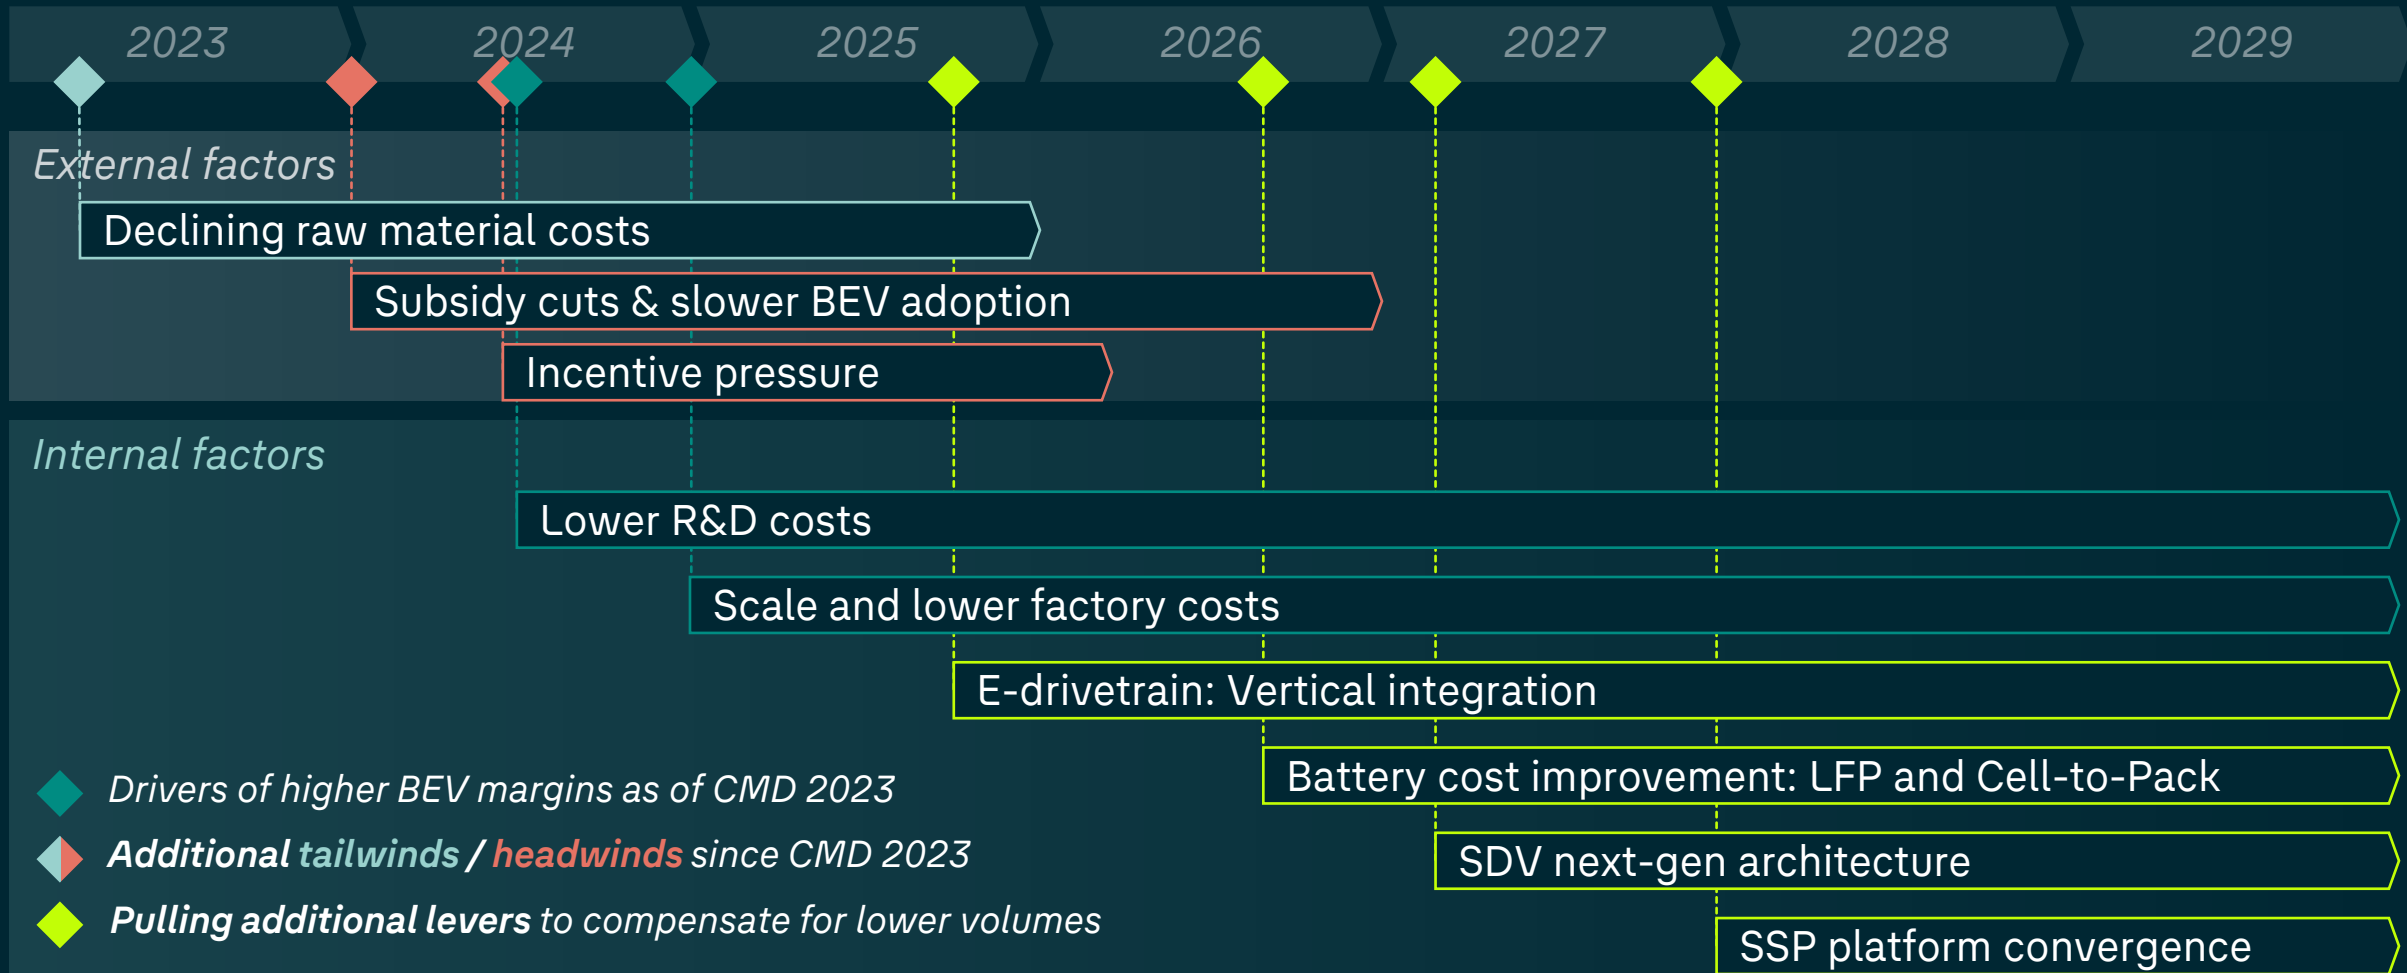 2023
2024
2025
2026
2027
2028
2029
External factors
Declining raw material costs
Subsidy cuts & slower BEV adoption
Incentive pressure
Internal factors
Lower R&D costs
Scale and lower factory costs
E-drivetrain: Vertical integration
Battery cost improvement: LFP and Cell-to-Pack
SDV next-gen architecture
SSP platform convergence
Drivers of higher BEV margins as of CMD 2023
Additional tailwinds / headwinds since CMD 2023
Pulling additional levers to compensate for lower volumes